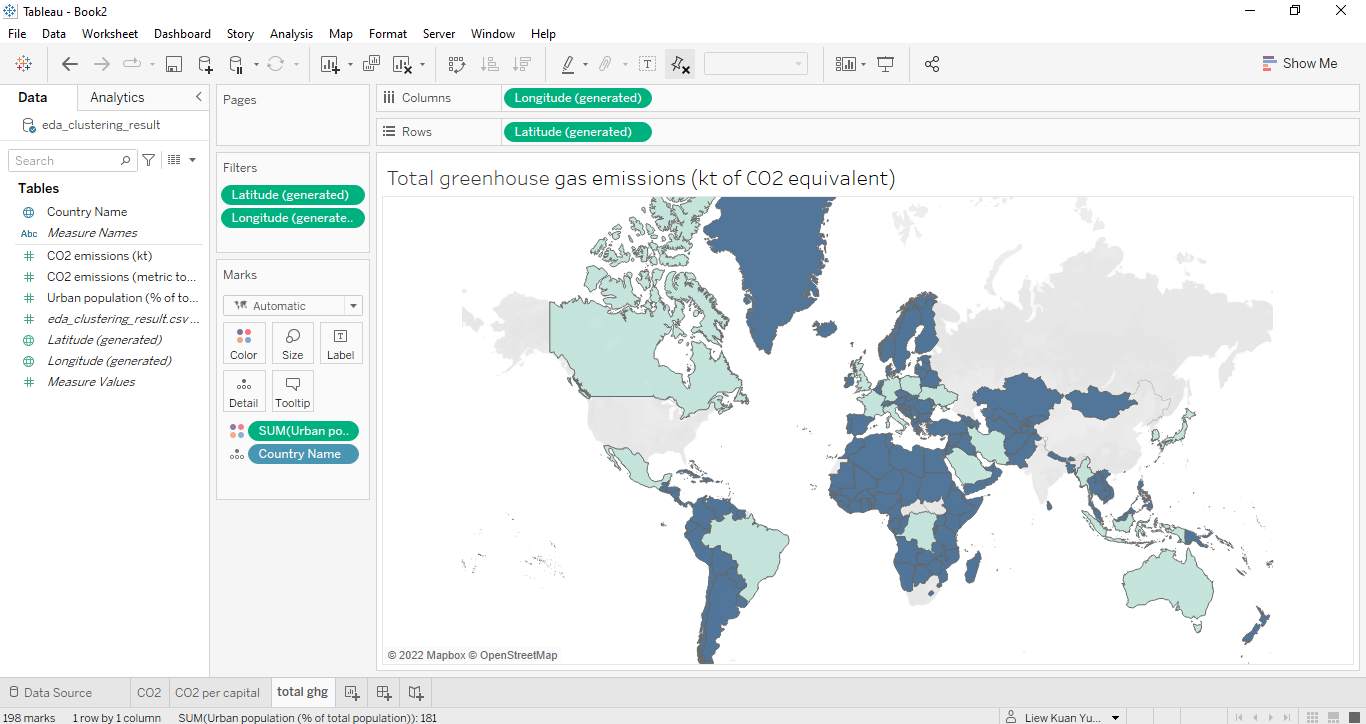 Tableau - Book2
File Data Worksheet Dashboard Story Analysis Map Format Server Window Help
Show Me
Data Analytics
eda_clustering_result
Search
Tables
Country Name
Abc Measure Names
CO2 emissions (kt)
CO2 emissions (metric to...
Urban population (% of to...
eda_clustering_result.csv ...
Latitude (generated)
Longitude (generated)
Measure Values
Pages
Filters
Latitude (generated)
Longitude (generate..
Marks
Automatic
Color Size Label
Detail Tooltip
SUM(Urban po..
Country Name
Columns Longitude (generated)
Rows Latitude (generated)
Total greenhouse gas emissions (kt of CO2 equivalent)
© 2022 Mapbox © OpenStreetMap
Data Source CO2 CO2 per capital total ghg
198 marks 1 row by 1 column SUM(Urban population (% of total population)): 181 Liew Kuan Yu...